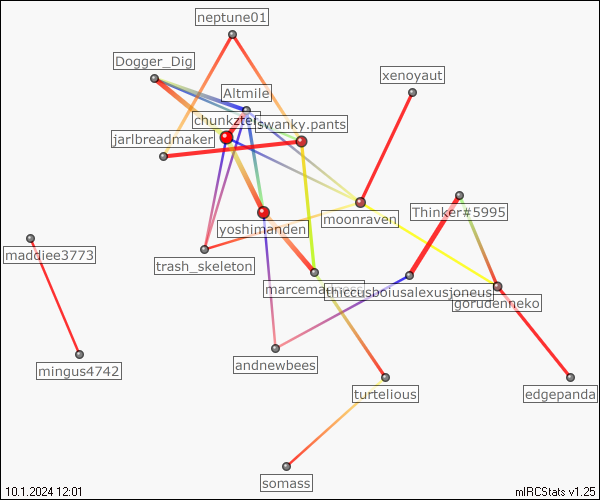 neptune01
Dogger_Dig
xenoyaut
Altmile
chunkzter
swanky.pants
jarlbreadmaker
moonraven
Thinker#5995
yoshimanden
maddiee3773
trash_skeleton
thiccusboiusalexusjoneus
gorudenneko
andnewbees
mingus4742
turtelious
edgepanda
somass
10.1.2024 12:01
mIRCStats v1.25